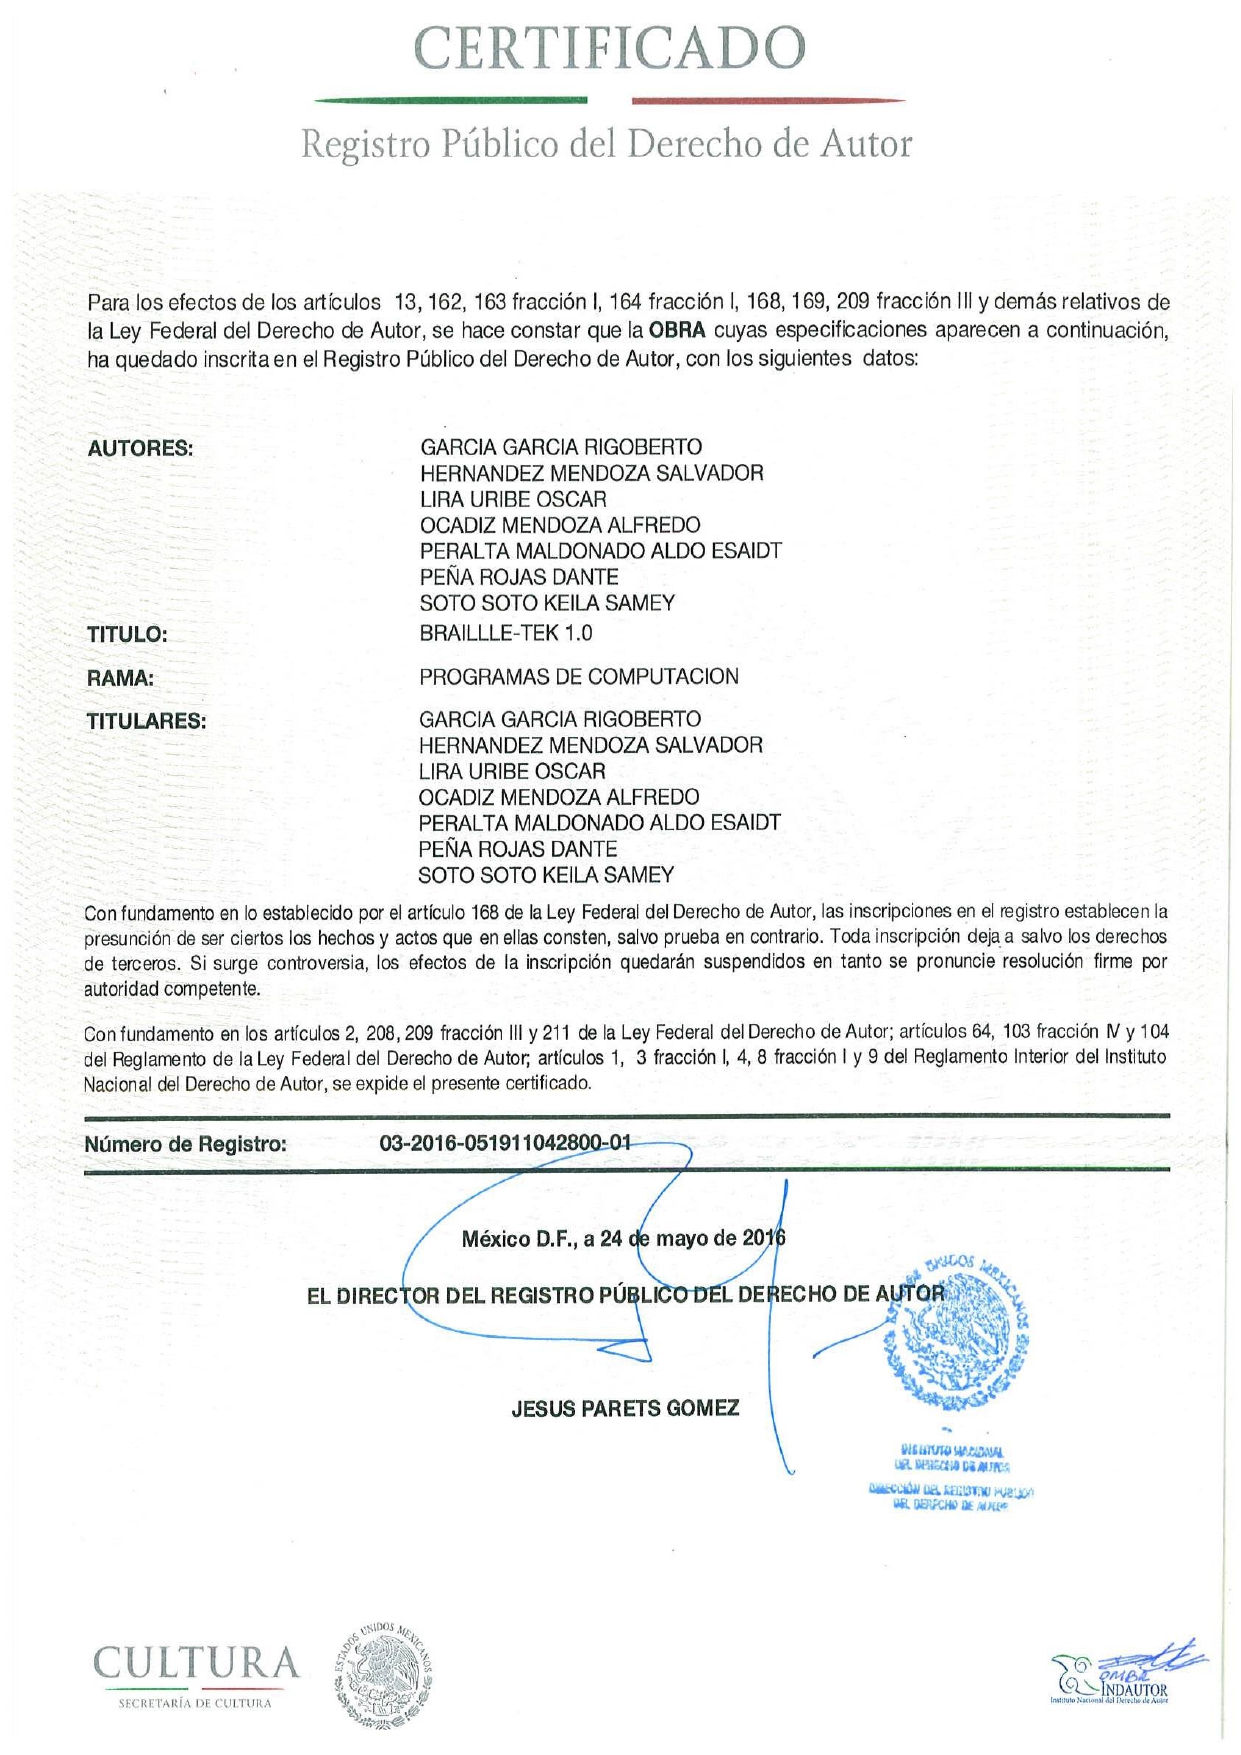 CERTIFICADO
Registro Público del Derecho de Autor
Para los efectos de los artículos 13, 162, 163 fracción I, 164 fracción I, 168, 169, 209 fracción III y demás relativos de
la Ley Federal del Derecho de Autor, se hace constar que la OBRA cuyas especificaciones aparecen a continuación,
ha quedado inscrita en el Registro Público del Derecho de Autor, con los siguientes datos:
AUTORES: GARCIA GARCIA RIGOBERTO
HERNANDEZ MENDOZA SALVADOR
LIRA URIBE OSCAR
OCADIZ MENDOZA ALFREDO
PERALTA MALDONADO ALDO ESAIDT
PEÑA ROJAS DANTE
SOTO SOTO KEILA SAMEY
TITULO: BRAILLLE-TEK 1.0
RAMA: PROGRAMAS DE COMPUTACION
TITULARES: GARCIA GARCIA RIGOBERTO
HERNANDEZ MENDOZA SALVADOR
LIRA URIBE OSCAR
OCADIZ MENDOZA ALFREDO
PERALTA MALDONADO ALDO ESAIDT
PEÑA ROJAS DANTE
SOTO SOTO KEILA SAMEY
Con fundamento en lo establecido por el artículo 168 de la Ley Federal del Derecho de Autor, las inscripciones en el registro establecen la
presunción de ser ciertos los hechos y actos que en ellas consten, salvo prueba en contrario. Toda inscripción deja a salvo los derechos
de terceros. Si surge controversia, los efectos de la inscripción quedarán suspendidos en tanto se pronuncie resolución firme por
autoridad competente.
Con fundamento en los artículos 2, 208, 209 fracción III y 211 de la Ley Federal del Derecho de Autor; artículos 64, 103 fracción IV y 104
del Reglamento de la Ley Federal del Derecho de Autor; artículos 1, 3 fracción I, 4, 8 fracción I y 9 del Reglamento Interior del Instituto
Nacional del Derecho de Autor, se expide el presente certificado.
Número de Registro: 03-2016-051911042800-01
México D.F., a 24 de mayo de 2016
EL DIRECTOR DEL REGISTRO PÚBLICO DEL DERECHO DE AUTOR
ESTADOS UNIDOS MEXICANOS
JESUS PARETS GOMEZ
INSTITUTO NACIONAL
DEL DERECHO DE AUTOR
DIRECCIÓN DEL REGISTRO PUBLICO
DEL DERECHO DE AUTOR
CULTURA
SECRETARÍA DE CULTURA
ESTADOS UNIDOS MEXICANOS
OMBR
INDAUTOR
Instituto Nacional del Derecho de Autor